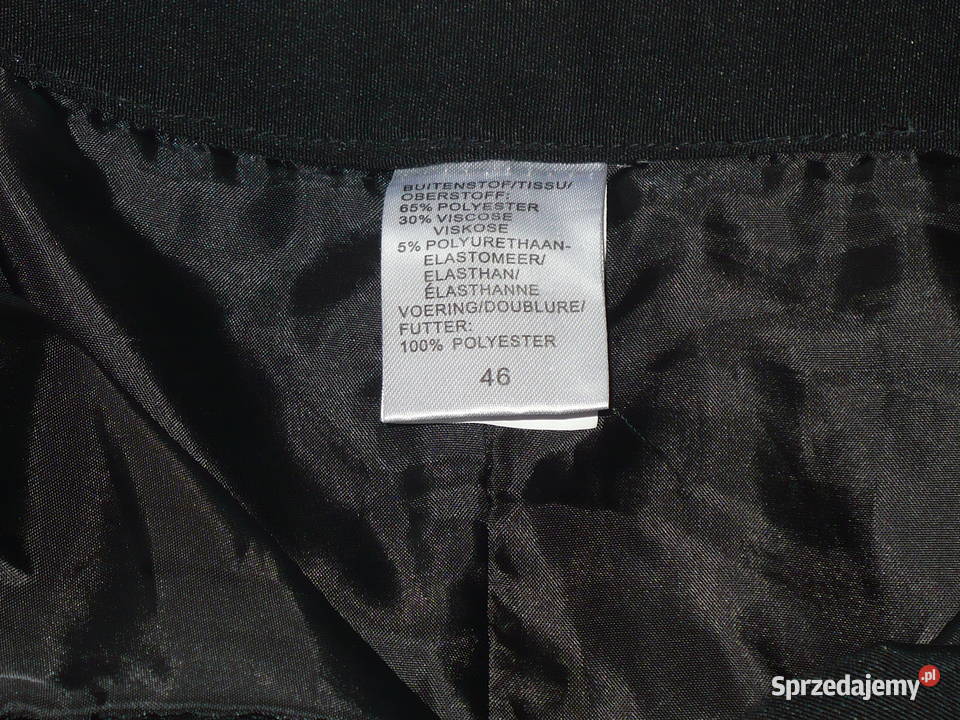 BUITENSTOF/TISSU/
OBERSTOFF:
65% POLYESTER
30% VISCOSE
VISKOSE
5% POLYURETHAAN-
ELASTOMEER/
ELASTHAN/
ÉLASTHANNE
VOERING/DOUBLURE/
FUTTER:
100% POLYESTER
46
Sprzedajemy.pl